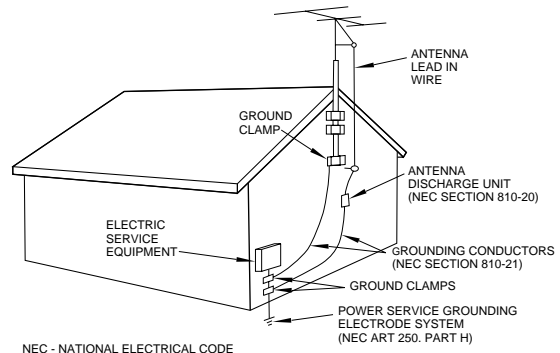 ANTENNA
LEAD IN
WIRE
GROUND
CLAMP
ANTENNA
DISCHARGE UNIT
(NEC SECTION 810-20)
ELECTRIC
SERVICE
EQUIPMENT
GROUNDING CONDUCTORS
(NEC SECTION 810-21)
GROUND CLAMPS
POWER SERVICE GROUNDING
ELECTRODE SYSTEM
(NEC ART 250. PART H)
NEC - NATIONAL ELECTRICAL CODE